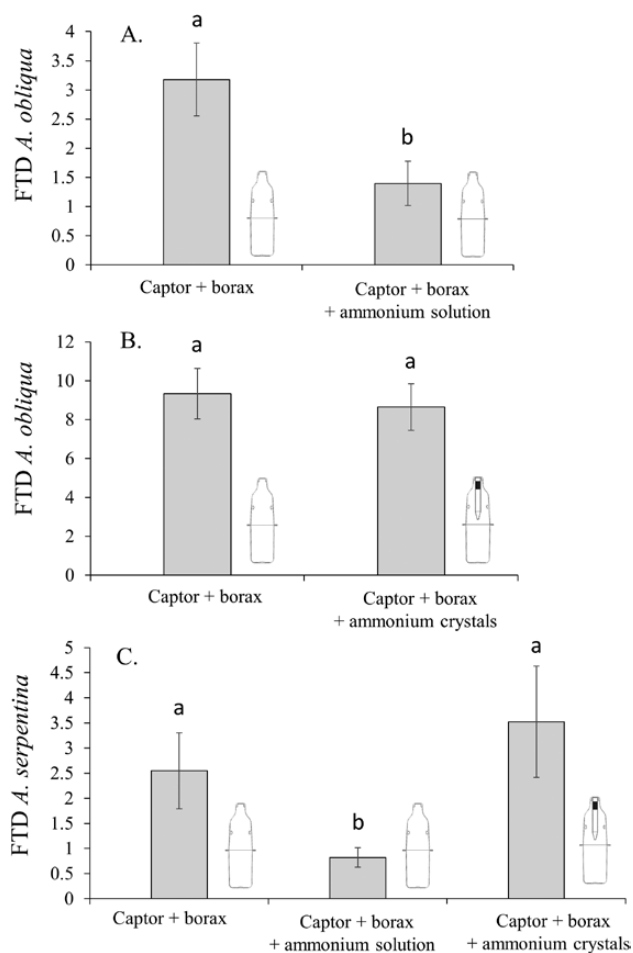 A.
FTD A. obliqua
4
3.5
3
2.5
2
1.5
1
0.5
0
a
b
Captor + borax
Captor + borax
+ ammonium solution
B.
FTD A. obliqua
12
10
8
6
4
2
0
a
a
Captor + borax
Captor + borax
+ ammonium crystals
C.
FTD A. serpentina
5
4.5
4
3.5
3
2.5
2
1.5
1
0.5
0
a
b
a
Captor + borax
Captor + borax
+ ammonium solution
Captor + borax
+ ammonium crystals